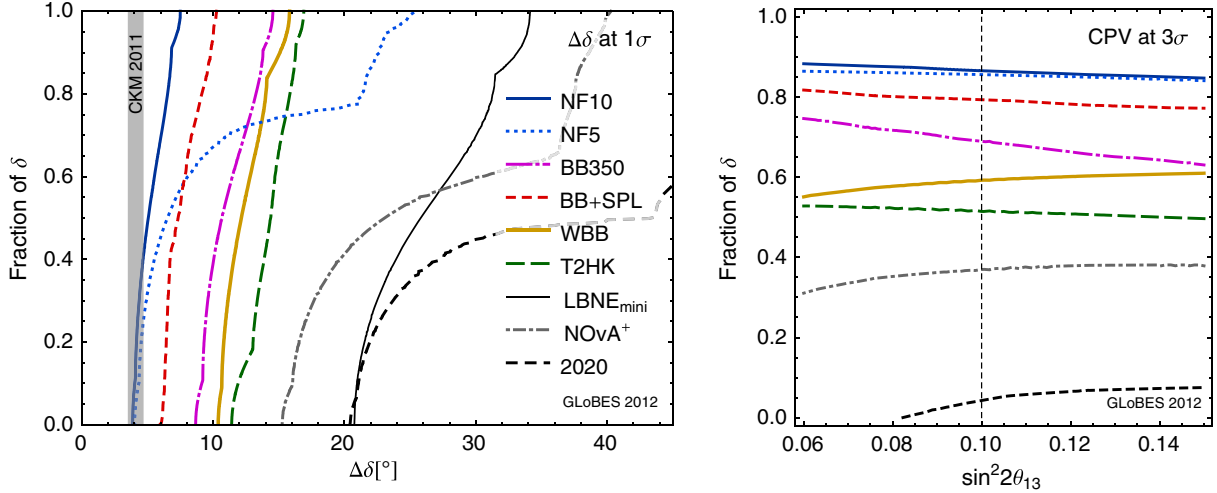 1.0
0.8
0.6
0.4
0.2
0.0
Fraction of δ
CKM 2011
Δδ at 1σ
NF10
NF5
BB350
BB+SPL
WBB
T2HK
LBNEmini
NOvA+
2020
GLoBES 2012
0 10 20 30 40
Δδ[°]
1.0
0.8
0.6
0.4
0.2
0.0
Fraction of δ
CPV at 3σ
GLoBES 2012
0.06 0.08 0.10 0.12 0.14
sin²2θ₁₃